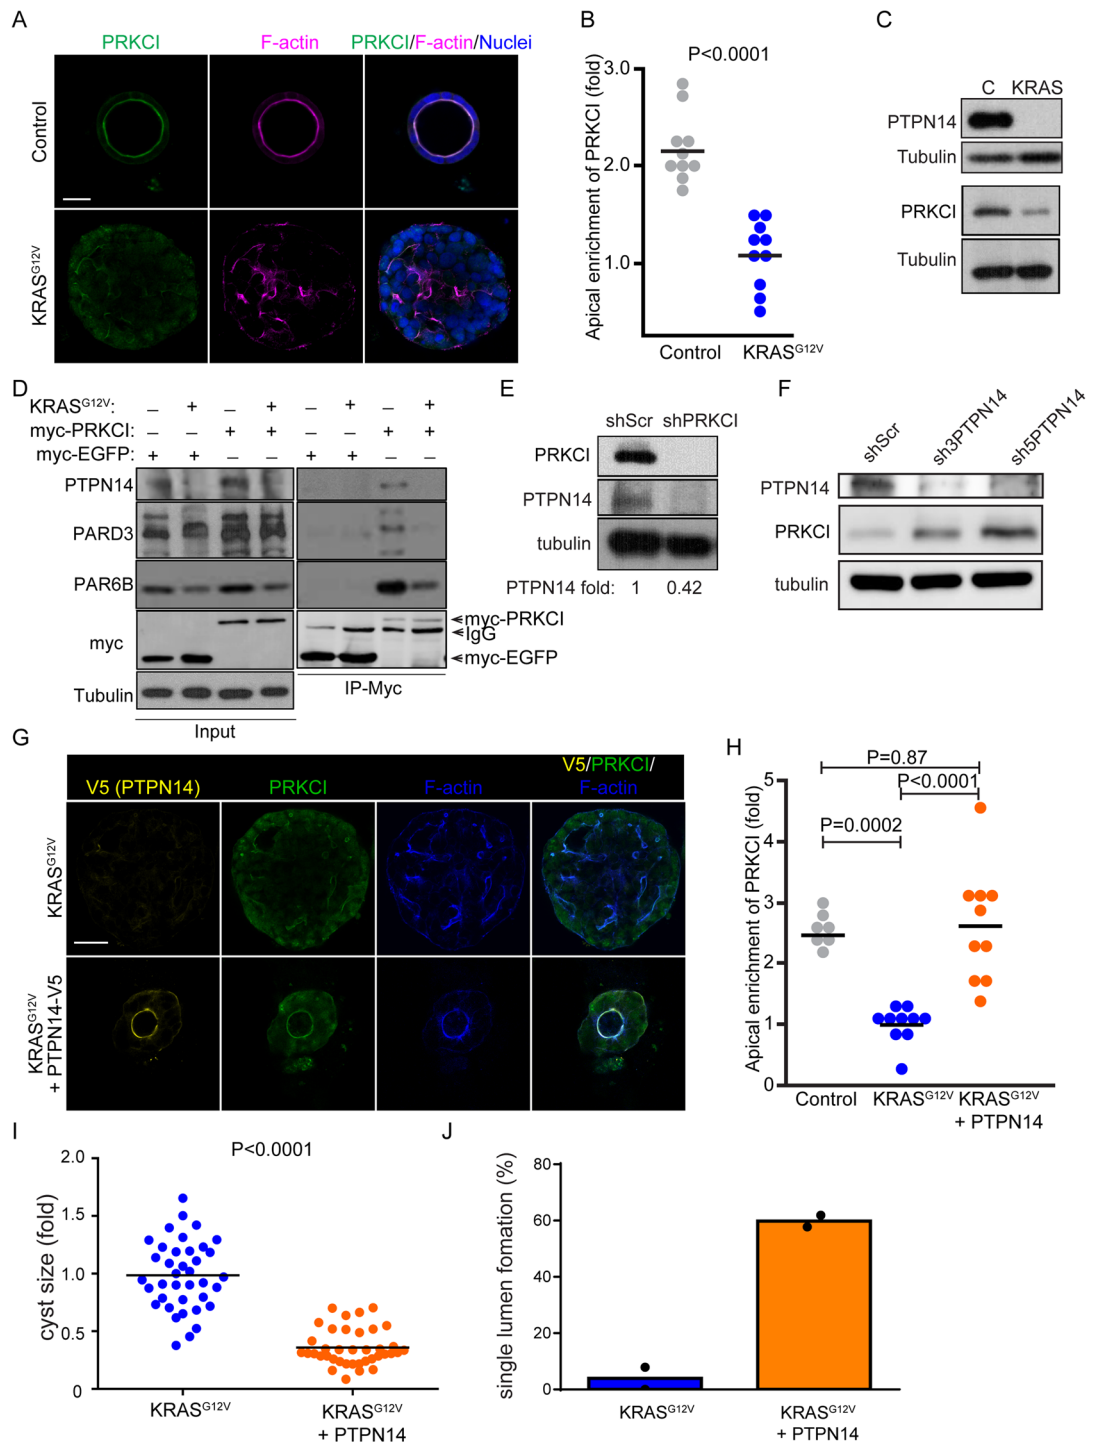 A
PRKCI
F-actin
PRKCI/F-actin/Nuclei
Control
KRASG12V
B
P<0.0001
Apical enrichment of PRKCI (fold)
3.0
2.0
1.0
Control
KRASG12V
C
C KRAS
PTPN14
Tubulin
PRKCI
Tubulin
D
KRASG12V: – + – + – + – +
myc-PRKCI: – – + + – – + +
myc-EGFP: + + – – + + – –
PTPN14
PARD3
PAR6B
myc
Tubulin
myc-PRKCI
IgG
myc-EGFP
IP-Myc
Input
E
shScr shPRKCI
PRKCI
PTPN14
tubulin
PTPN14 fold: 1 0.42
F
shScr
sh3PTPN14
sh5PTPN14
PTPN14
PRKCI
tubulin
G
V5 (PTPN14)
PRKCI
F-actin
V5/PRKCI/
F-actin
KRASG12V
KRASG12V
+ PTPN14-V5
H
P=0.87
P<0.0001
P=0.0002
Apical enrichment of PRKCI (fold)
5
4
3
2
1
0
Control
KRASG12V
KRASG12V
+ PTPN14
I
P<0.0001
cyst size (fold)
2.0
1.5
1.0
0.5
0
KRASG12V
KRASG12V
+ PTPN14
J
single lumen fomation (%)
80
60
40
20
0
KRASG12V
KRASG12V
+ PTPN14